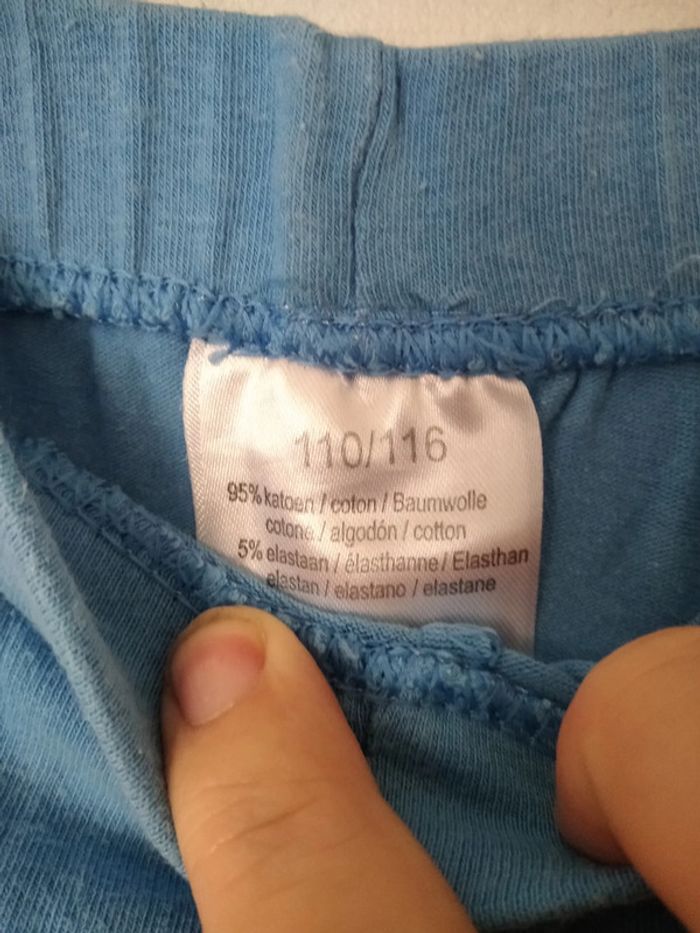 110/116
95% katoen / coton / Baumwolle
cotone / algodón / cotton
5% elastaan / élasthanne / Elasthan
elastan / elastano / elastane